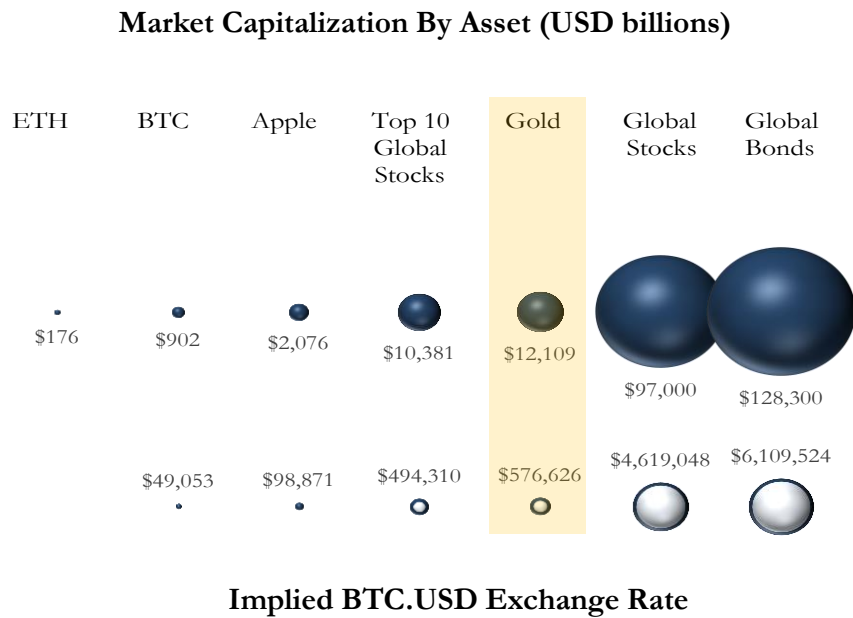 Market Capitalization By Asset (USD billions)
ETH BTC Apple Top 10 Gold Global Global
Global Stocks Bonds
Stocks
$176 $902 $2,076 $10,381 $12,109
$97,000 $128,300
$49,053 $98,871 $494,310 $576,626 $4,619,048 $6,109,524
Implied BTC.USD Exchange Rate